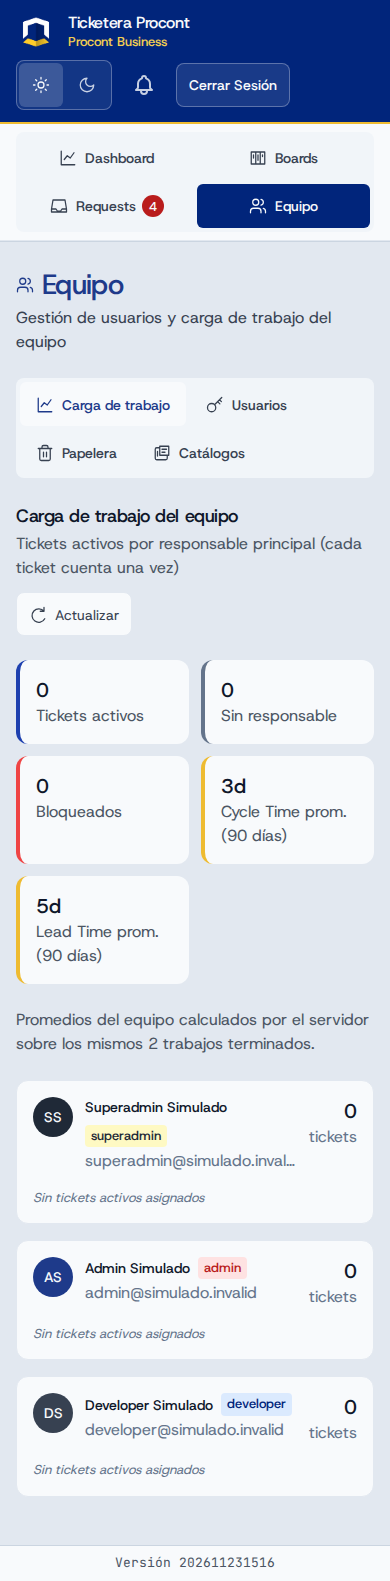 Ticketera Procont
Procont Business
Cerrar Sesión
Dashboard
Boards
Requests 4
Equipo
Equipo
Gestión de usuarios y carga de trabajo del
equipo
Carga de trabajo
Usuarios
Papelera
Catálogos
Carga de trabajo del equipo
Tickets activos por responsable principal (cada
ticket cuenta una vez)
Actualizar
0
Tickets activos
0
Sin responsable
0
Bloqueados
3d
Cycle Time prom.
(90 días)
5d
Lead Time prom.
(90 días)
Promedios del equipo calculados por el servidor
sobre los mismos 2 trabajos terminados.
SS
Superadmin Simulado
superadmin
superadmin@simulado.inval...
0
tickets
Sin tickets activos asignados
AS
Admin Simulado admin
admin@simulado.invalid
0
tickets
Sin tickets activos asignados
DS
Developer Simulado developer
developer@simulado.invalid
0
tickets
Sin tickets activos asignados
Versión 202611231516